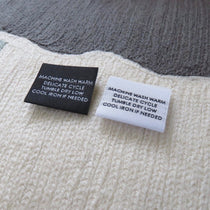 MACHINE WASH WARM
DELICATE CYCLE
TUMBLE DRY LOW
COOL IRON IF NEEDED
MACHINE WASH WARM
DELICATE CYCLE
TUMBLE DRY LOW
COOL IRON IF NEEDED